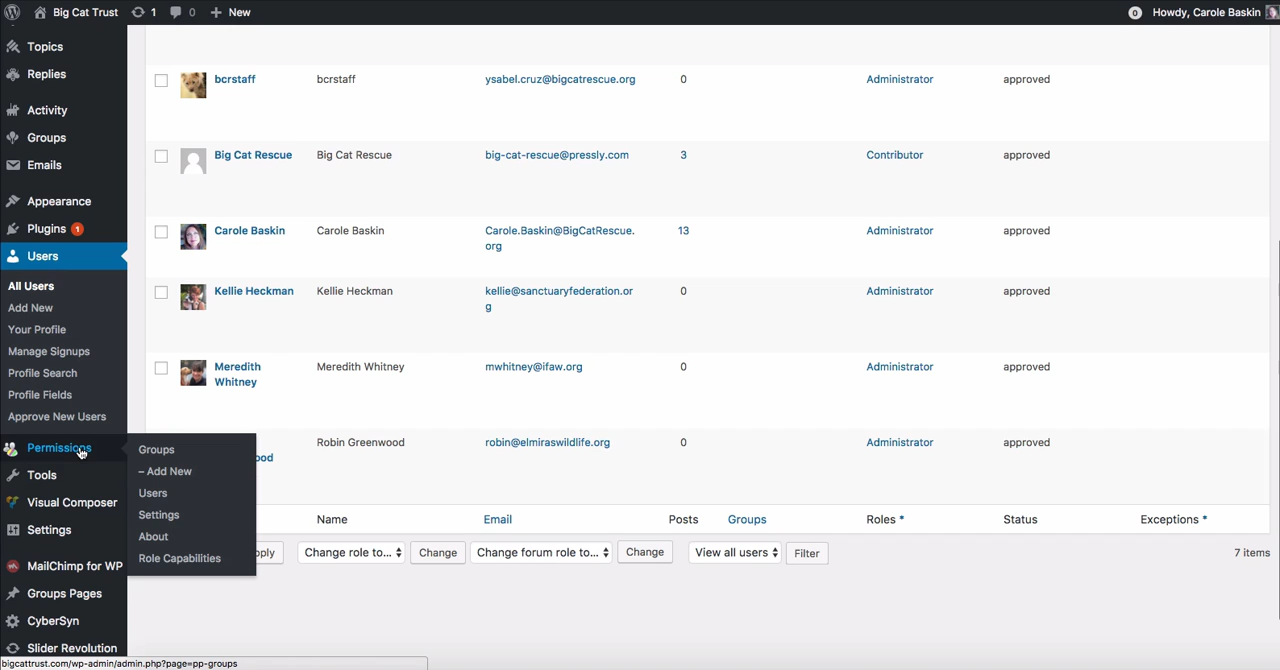 Big Cat Trust 1 0 New 0 Howdy, Carole Baskin
Topics
Replies
Activity
Groups
Emails
Appearance
Plugins 1
Users
All Users
Add New
Your Profile
Manage Signups
Profile Search
Profile Fields
Approve New Users
Permissions
Tools
Visual Composer
Settings
MailChimp for WP
Groups Pages
CyberSyn
Slider Revolution
Groups
– Add New
Users
Settings
About
Role Capabilities
bcrstaff bcrstaff ysabel.cruz@bigcatrescue.org 0 Administrator approved
Big Cat Rescue Big Cat Rescue big-cat-rescue@pressly.com 3 Contributor approved
Carole Baskin Carole Baskin Carole.Baskin@BigCatRescue. 13 Administrator approved
org
Kellie Heckman Kellie Heckman kellie@sanctuaryfederation.or 0 Administrator approved
g
Meredith Meredith Whitney mwhitney@ifaw.org 0 Administrator approved
Whitney
Robin Greenwood robin@elmiraswildlife.org 0 Administrator approved
ood
Name Email Posts Groups Roles * Status Exceptions *
pply Change role to... Change Change forum role to... Change View all users Filter 7 items
bigcattrust.com/wp-admin/admin.php?page=pp-groups